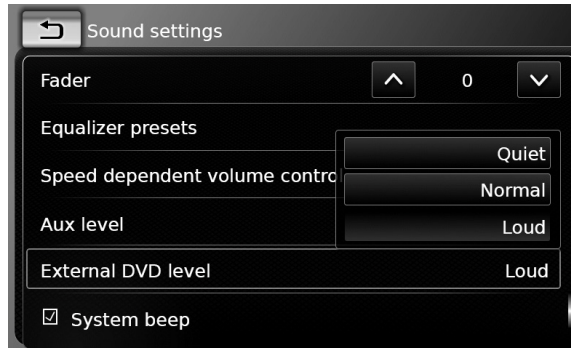 Sound settings
Fader 0
Equalizer presets
Quiet
Speed dependent volume control
Normal
Aux level Loud
External DVD level Loud
System beep